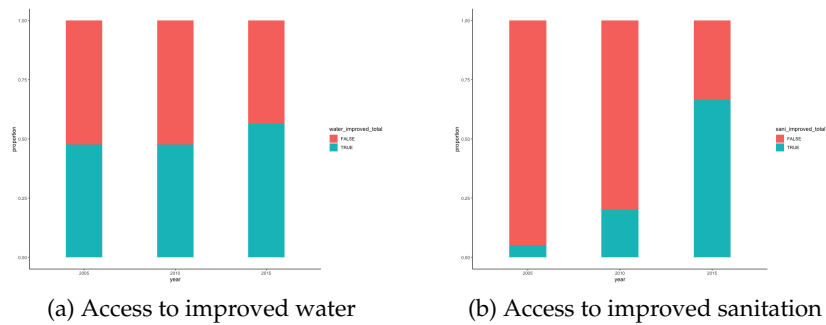 1.00
0.75
0.50
0.25
0.00
proportion
2005
2010
2015
year
water_improved_total
FALSE
TRUE
(a) Access to improved water
1.00
0.75
0.50
0.25
0.00
proportion
2005
2010
2015
year
sani_improved_total
FALSE
TRUE
(b) Access to improved sanitation